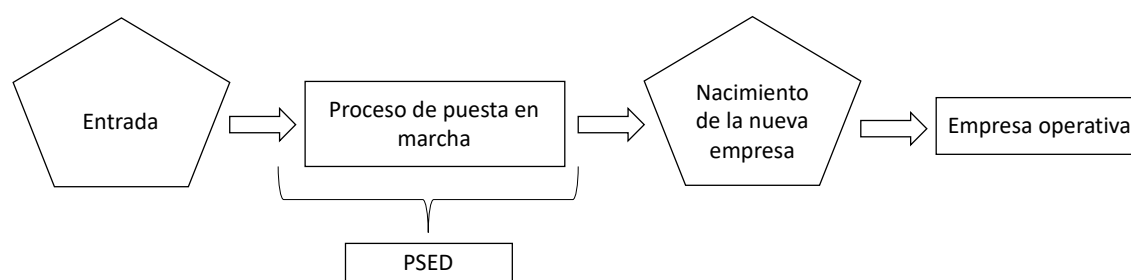 Entrada
Proceso de puesta en
marcha
Nacimiento
de la nueva
empresa
Empresa operativa
PSED